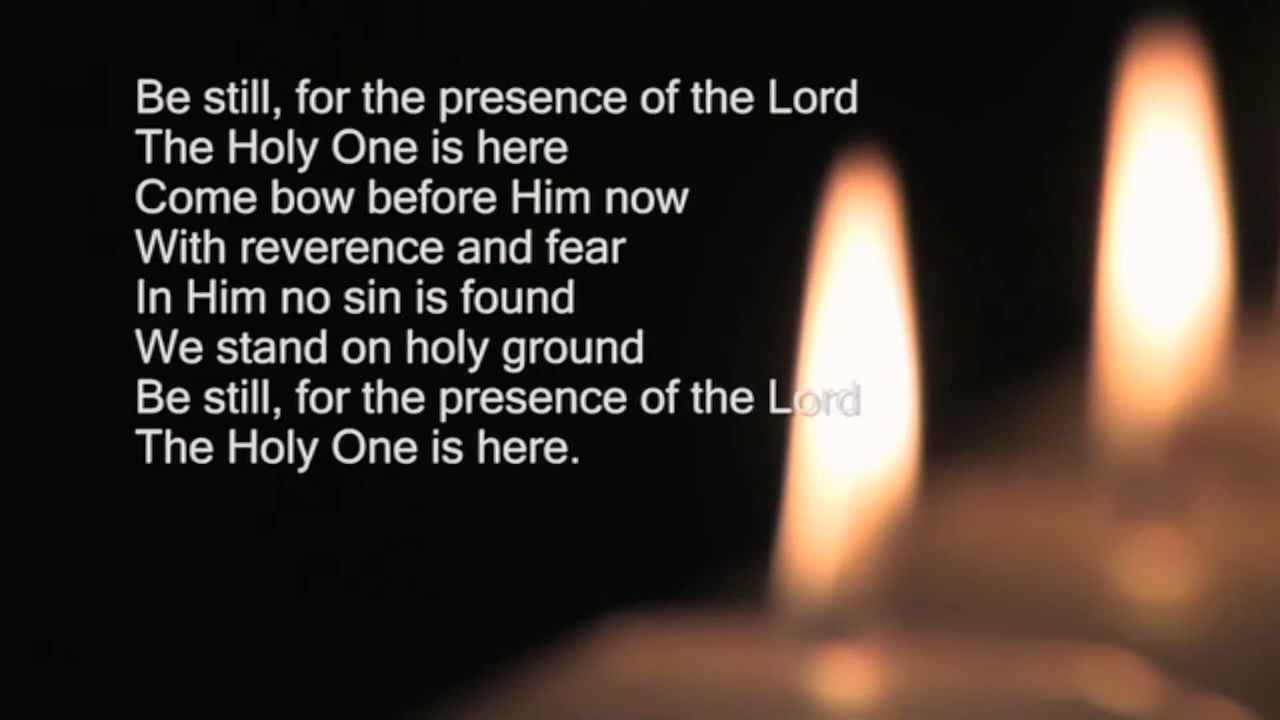 Be still, for the presence of the Lord
The Holy One is here
Come bow before Him now
With reverence and fear
In Him no sin is found
We stand on holy ground
Be still, for the presence of the Lord
The Holy One is here.